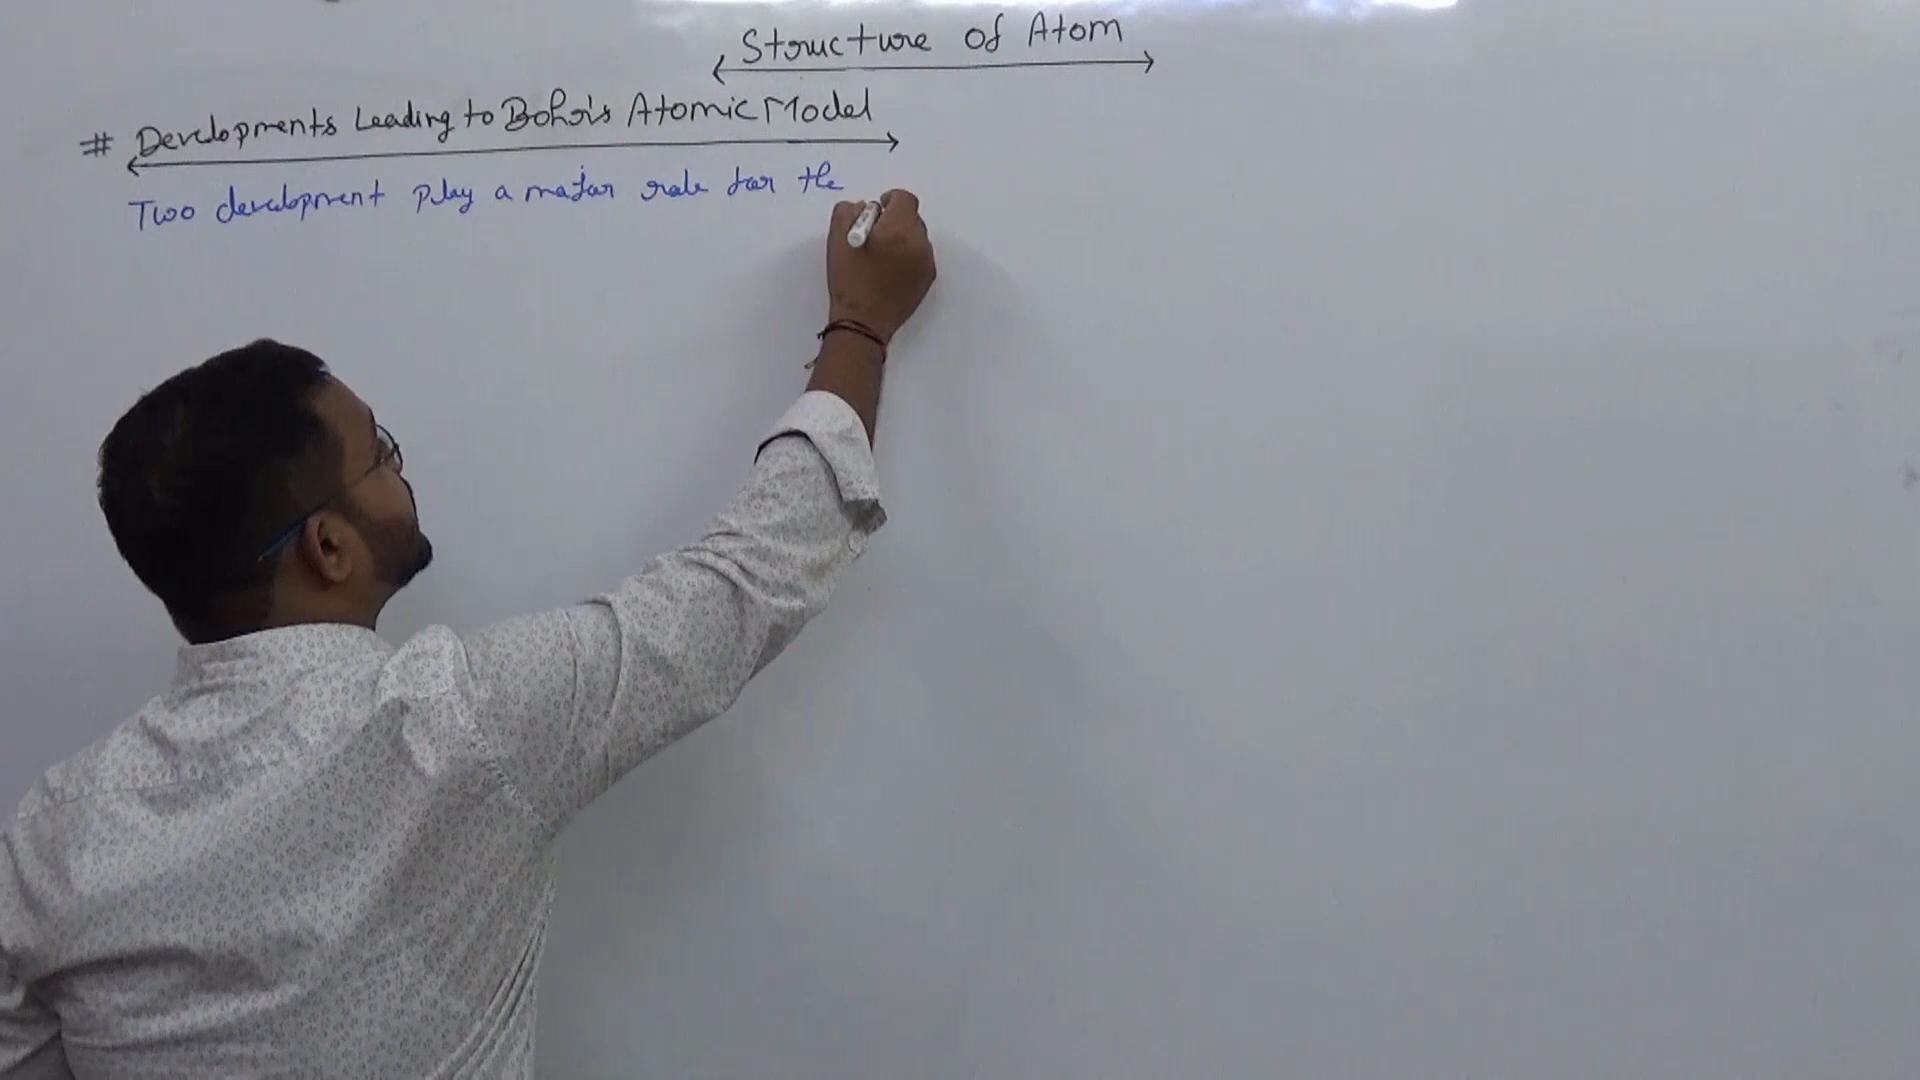 Structure of Atom
# Developments Leading to Bohr's Atomic Model
Two development Play a major role for the